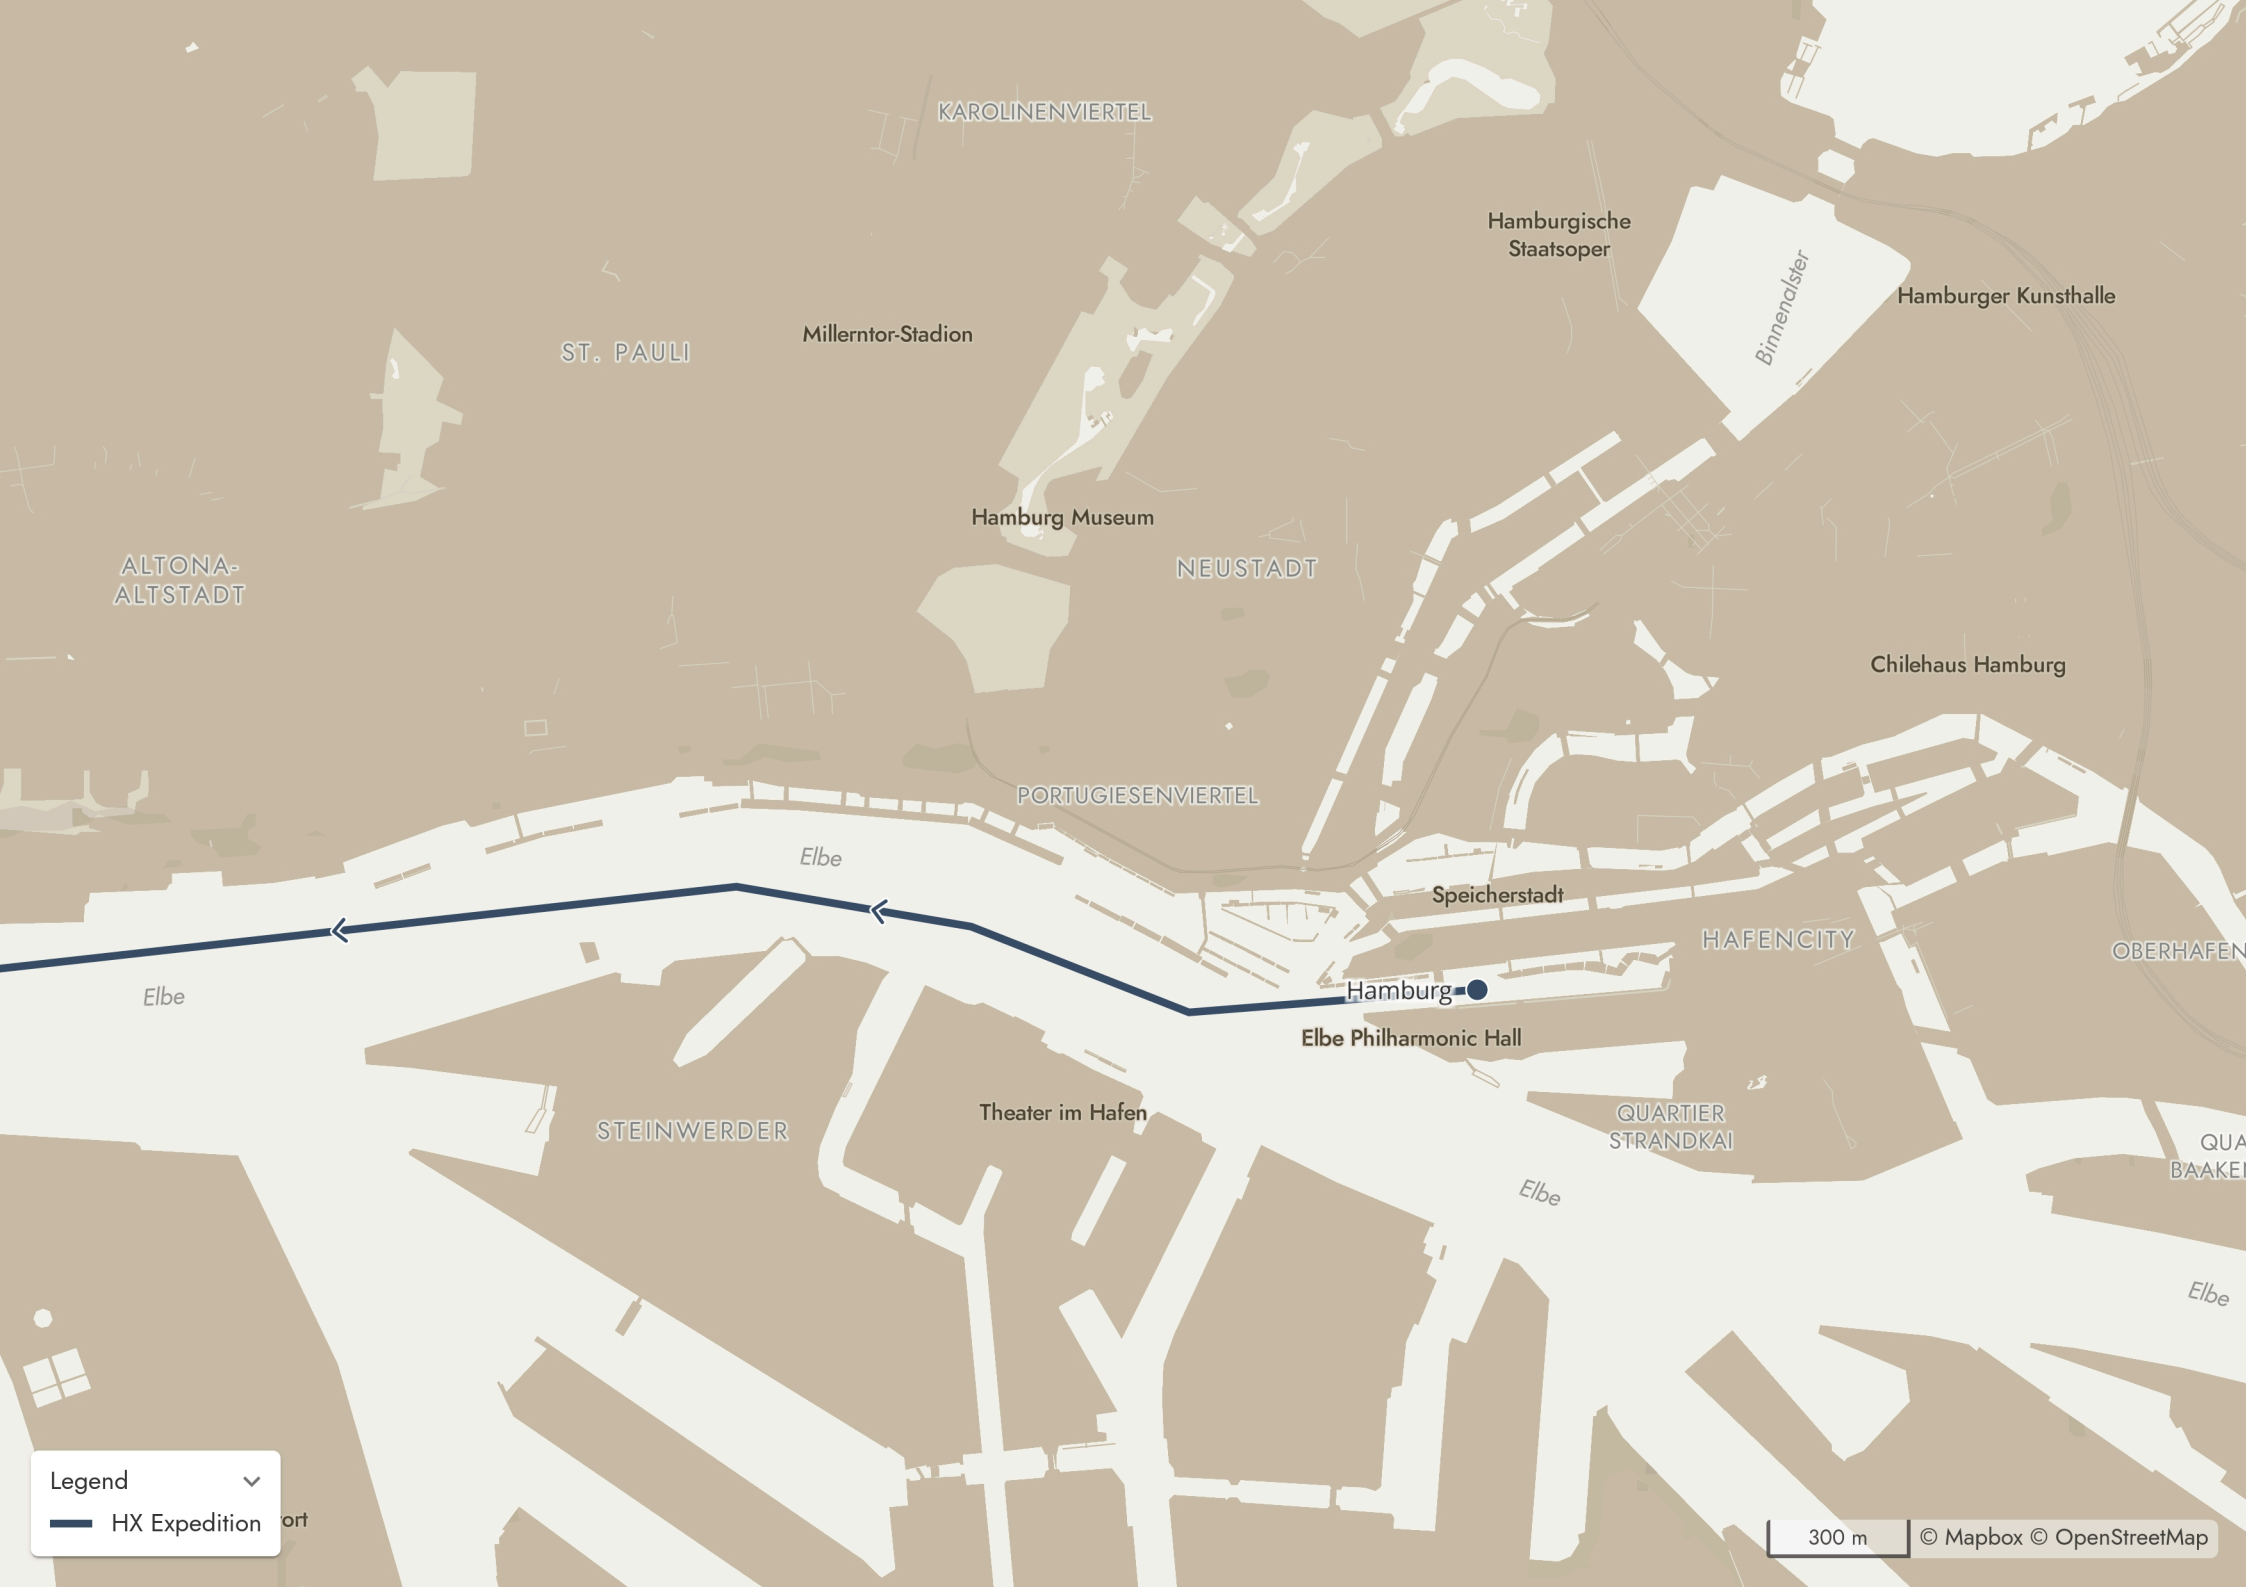 KAROLINENVIERTEL
Hamburgische
Staatsoper
Binnenalster
Hamburger Kunsthalle
Millerntor-Stadion
ST. PAULI
Hamburg Museum
NEUSTADT
ALTONA-
ALTSTADT
Chilehaus Hamburg
PORTUGIESENVIERTEL
Elbe
Speicherstadt
HAFENCITY
OBERHAFEN
Elbe
Hamburg
Elbe Philharmonic Hall
Theater im Hafen
STEINWERDER
QUARTIER
STRANDKAI
QUA
BAAKEN
Elbe
Elbe
Legend
HX Expedition
ort
300 m
© Mapbox © OpenStreetMap